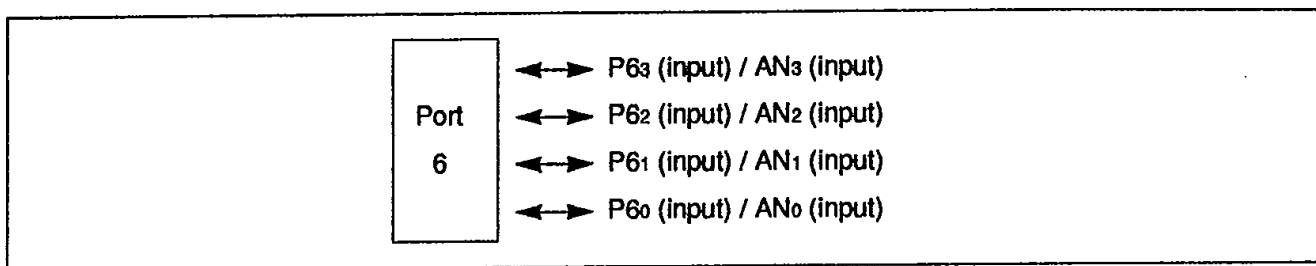 P6₃ (input) / AN₃ (input)
Port
P6₂ (input) / AN₂ (input)
6
P6₁ (input) / AN₁ (input)
P6₀ (input) / AN₀ (input)